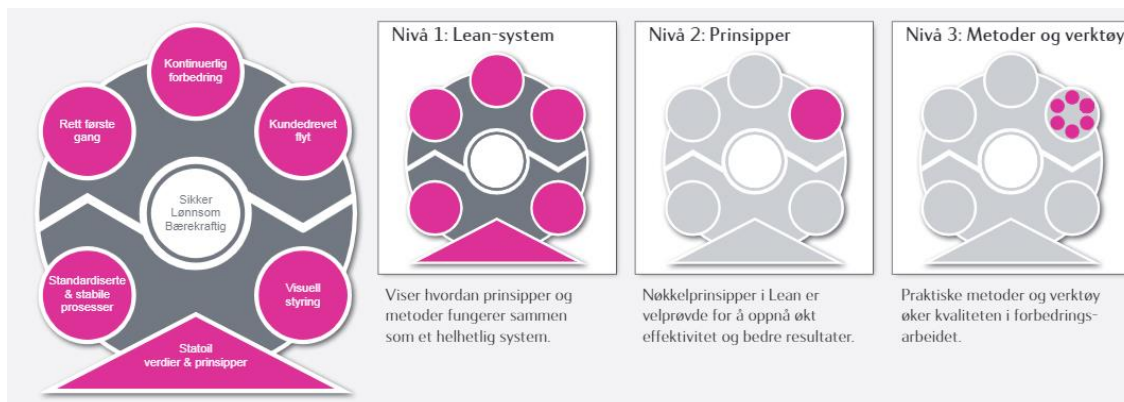 Kontinuerlig
forbedring
Rett første
gang
Kundedrevet
flyt
Sikker
Lønnsom
Bærekraftig
Standardiserte
& stabile
prosesser
Visuell
styring
Statoil
verdier & prinsipper
Nivå 1: Lean-system
Viser hvordan prinsipper og
metoder fungerer sammen
som et helhetlig system.
Nivå 2: Prinsipper
Nøkkelprinsipper i Lean er
velprøvde for å oppnå økt
effektivitet og bedre resultater.
Nivå 3: Metoder og verktøy
Praktiske metoder og verktøy
øker kvaliteten i forbedrings-
arbeidet.